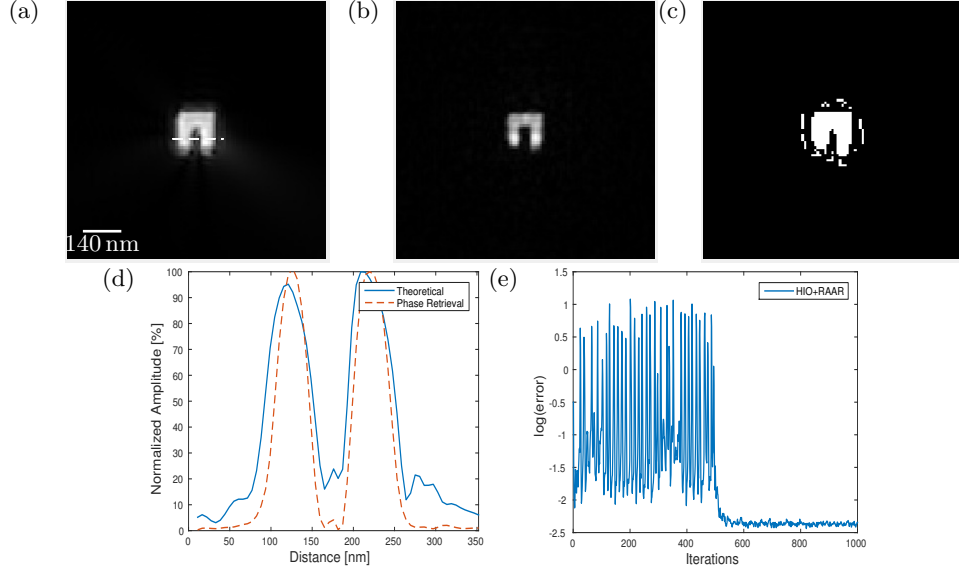 (a)
(b)
(c)
140 nm
(d)
(e)
Normalized Amplitude [%]
100
90
80
70
60
50
40
30
20
10
0
0 50 100 150 200 250 300 350
Distance [nm]
Theoretical
Phase Retrieval
log(error)
1.5
1
0.5
0
-0.5
-1
-1.5
-2
-2.5
0 200 400 600 800 1000
Iterations
HIO+RAAR